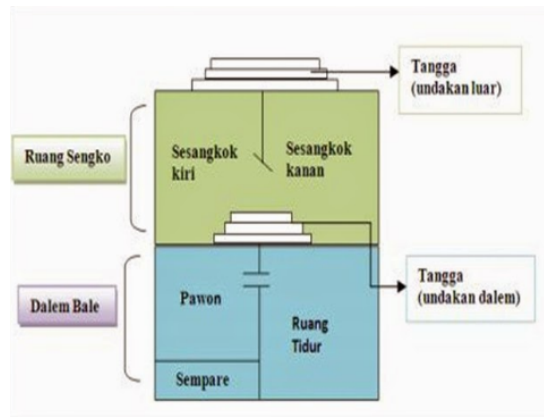 Tangga
(undakan luar)
Ruang Sengko
Sesangkok
kiri
Sesangkok
kanan
Tangga
(undakan dalem)
Dalem Bale
Pawon
Ruang
Tidur
Sempare